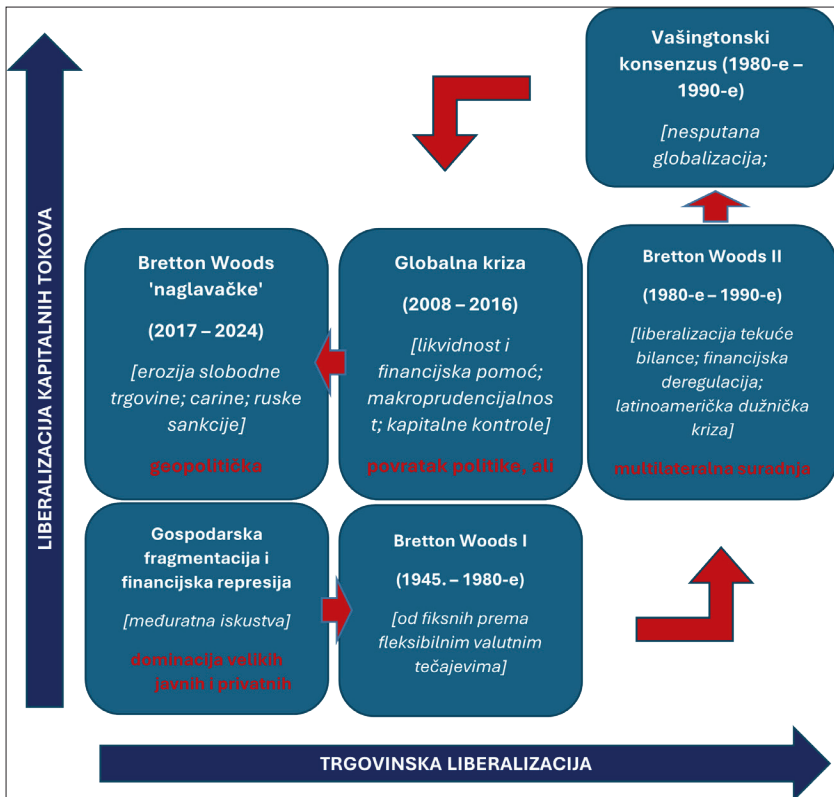 Vašingtonski
konsenzus (1980-e –
1990-e)
[nesputana
globalizacija;
LIBERALIZACIJA KAPITALNIH TOKOVA
Bretton Woods
'naglavačke'
(2017 – 2024)
[erozija slobodne
trgovine; carine; ruske
sankcije]
geopolitička
Globalna kriza
(2008 – 2016)
[likvidnost i
financijska pomoć;
makroprudencijalnos
t; kapitalne kontrole]
povratak politike, ali
Bretton Woods II
(1980-e – 1990-e)
[liberalizacija tekuće
bilance; financijska
deregulacija;
latinoamerička dužnička
kriza]
multilateralna suradnja
Gospodarska
fragmentacija i
financijska represija
[međuratna iskustva]
dominacija velikih
javnih i privatnih
Bretton Woods I
(1945. – 1980-e)
[od fiksnih prema
fleksibilnim valutnim
tečajevima]
TRGOVINSKA LIBERALIZACIJA